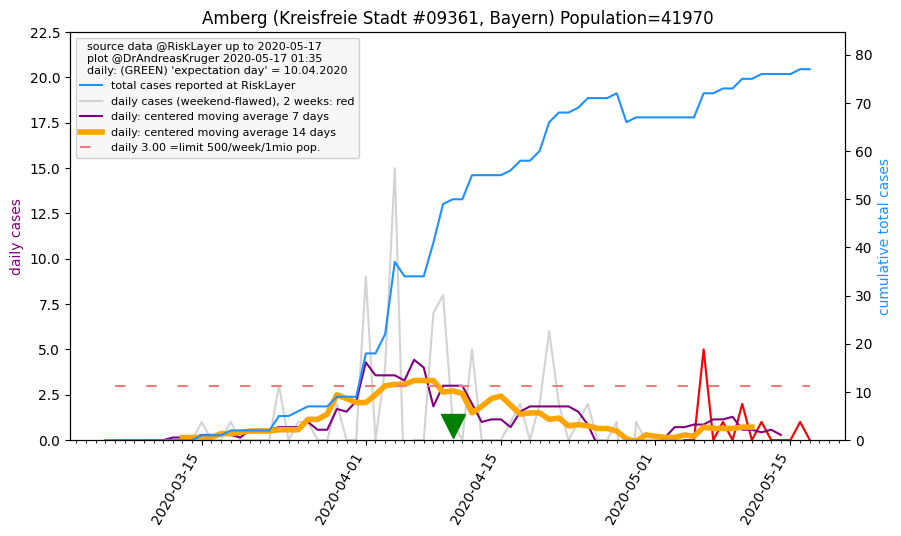 Amberg (Kreisfreie Stadt #09361, Bayern) Population=41970
source data @RiskLayer up to 2020-05-17
plot @DrAndreasKruger 2020-05-17 01:35
daily: (GREEN) 'expectation day' = 10.04.2020
total cases reported at RiskLayer
daily cases (weekend-flawed), 2 weeks: red
daily: centered moving average 7 days
daily: centered moving average 14 days
daily 3.00 =limit 500/week/1mio pop.
daily cases
22.5
20.0
17.5
15.0
12.5
10.0
7.5
5.0
2.5
0.0
cumulative total cases
80
70
60
50
40
30
20
10
0
2020-03-15
2020-04-01
2020-04-15
2020-05-01
2020-05-15